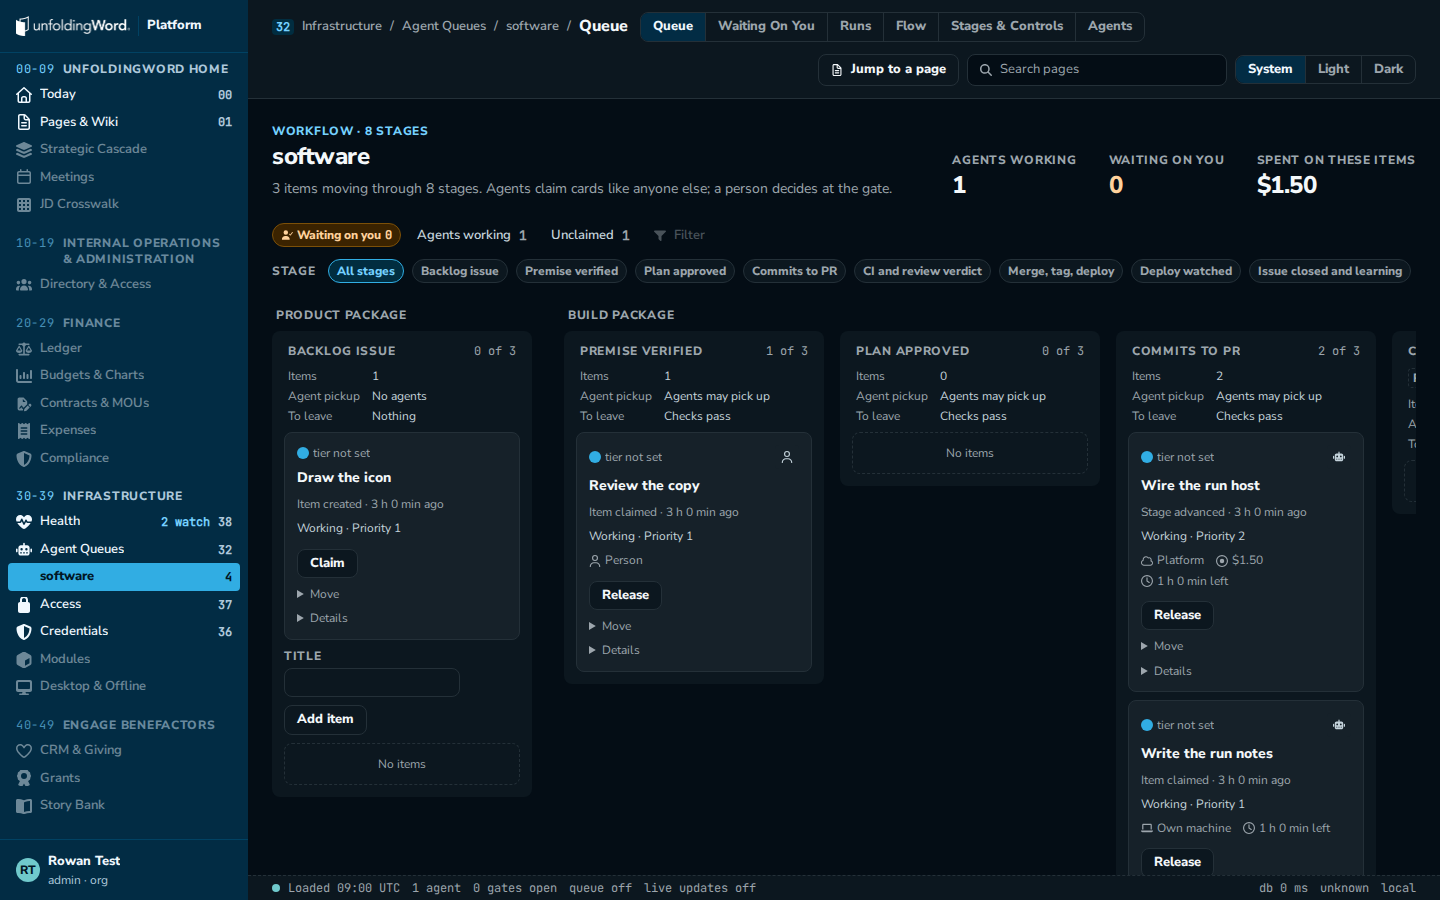 unfoldingWord. Platform
00-09 UNFOLDINGWORD HOME
Today 00
Pages & Wiki 01
Strategic Cascade
Meetings
JD Crosswalk
10-19 INTERNAL OPERATIONS
& ADMINISTRATION
Directory & Access
20-29 FINANCE
Ledger
Budgets & Charts
Contracts & MOUs
Expenses
Compliance
30-39 INFRASTRUCTURE
Health 2 watch 38
Agent Queues 32
software 4
Access 37
Credentials 36
Modules
Desktop & Offline
40-49 ENGAGE BENEFACTORS
CRM & Giving
Grants
Story Bank
RT Rowan Test
admin · org
32 Infrastructure / Agent Queues / software / Queue
Queue Waiting On You Runs Flow Stages & Controls Agents
Jump to a page Search pages System Light Dark
WORKFLOW · 8 STAGES
software
3 items moving through 8 stages. Agents claim cards like anyone else; a person decides at the gate.
AGENTS WORKING WAITING ON YOU SPENT ON THESE ITEMS
1 0 $1.50
Waiting on you 0 Agents working 1 Unclaimed 1 Filter
STAGE All stages Backlog issue Premise verified Plan approved Commits to PR CI and review verdict Merge, tag, deploy Deploy watched Issue closed and learning
PRODUCT PACKAGE
BACKLOG ISSUE 0 of 3
Items 1
Agent pickup No agents
To leave Nothing
tier not set
Draw the icon
Item created · 3 h 0 min ago
Working · Priority 1
Claim
Move
Details
TITLE
Add item
No items
BUILD PACKAGE
PREMISE VERIFIED 1 of 3
Items 1
Agent pickup Agents may pick up
To leave Checks pass
tier not set
Review the copy
Item claimed · 3 h 0 min ago
Working · Priority 1
Person
Release
Move
Details
PLAN APPROVED 0 of 3
Items 0
Agent pickup Agents may pick up
To leave Checks pass
No items
COMMITS TO PR 2 of 3
Items 2
Agent pickup Agents may pick up
To leave Checks pass
tier not set
Wire the run host
Stage advanced · 3 h 0 min ago
Working · Priority 2
Platform $1.50
1 h 0 min left
Release
Move
Details
tier not set
Write the run notes
Item claimed · 3 h 0 min ago
Working · Priority 1
Own machine 1 h 0 min left
Release
Loaded 09:00 UTC 1 agent 0 gates open queue off live updates off
db 0 ms unknown local